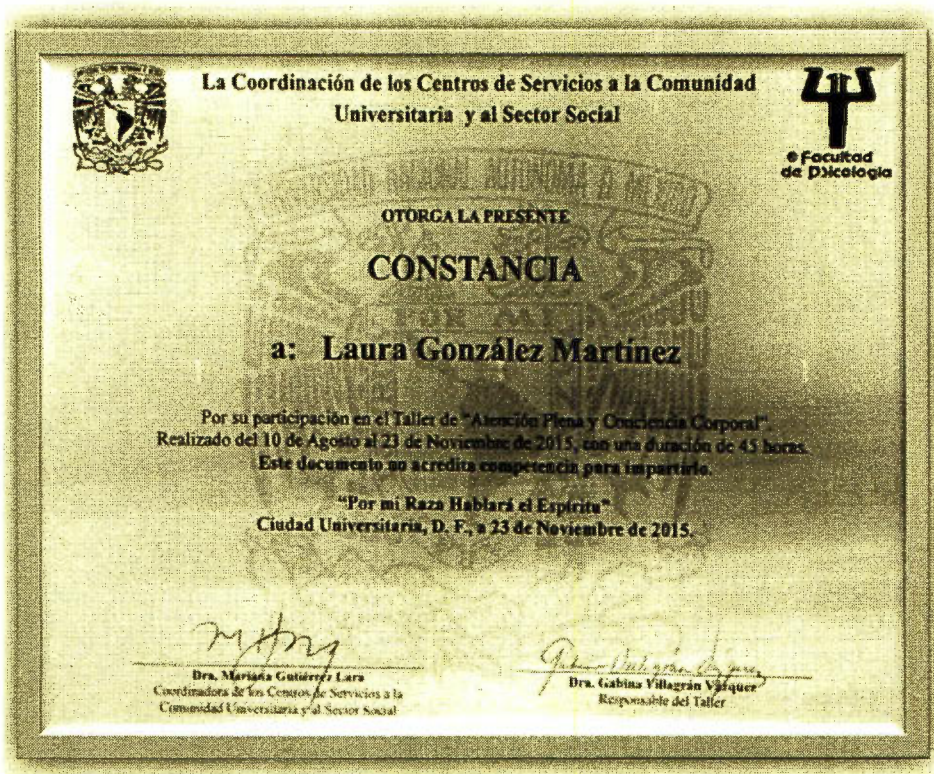 La Coordinación de los Centros de Servicios a la Comunidad
Universitaria y al Sector Social
Facultad
de Psicología
OTORGA LA PRESENTE
CONSTANCIA
a: Laura González Martínez
Por su participación en el Taller de "Atención Plena y Conciencia Corporal".
Realizado del 10 de Agosto al 23 de Noviembre de 2015, con una duración de 45 horas.
Este documento no acredita competencia para impartirlo.
"Por mi Raza Hablará el Espíritu"
Ciudad Universitaria, D. F., a 23 de Noviembre de 2015.
Dra. Mariana Gutiérrez Lara
Coordinadora de los Centros de Servicios a la
Comunidad Universitaria y al Sector Social
Dra. Gabina Villagrán Vázquez
Responsable del Taller